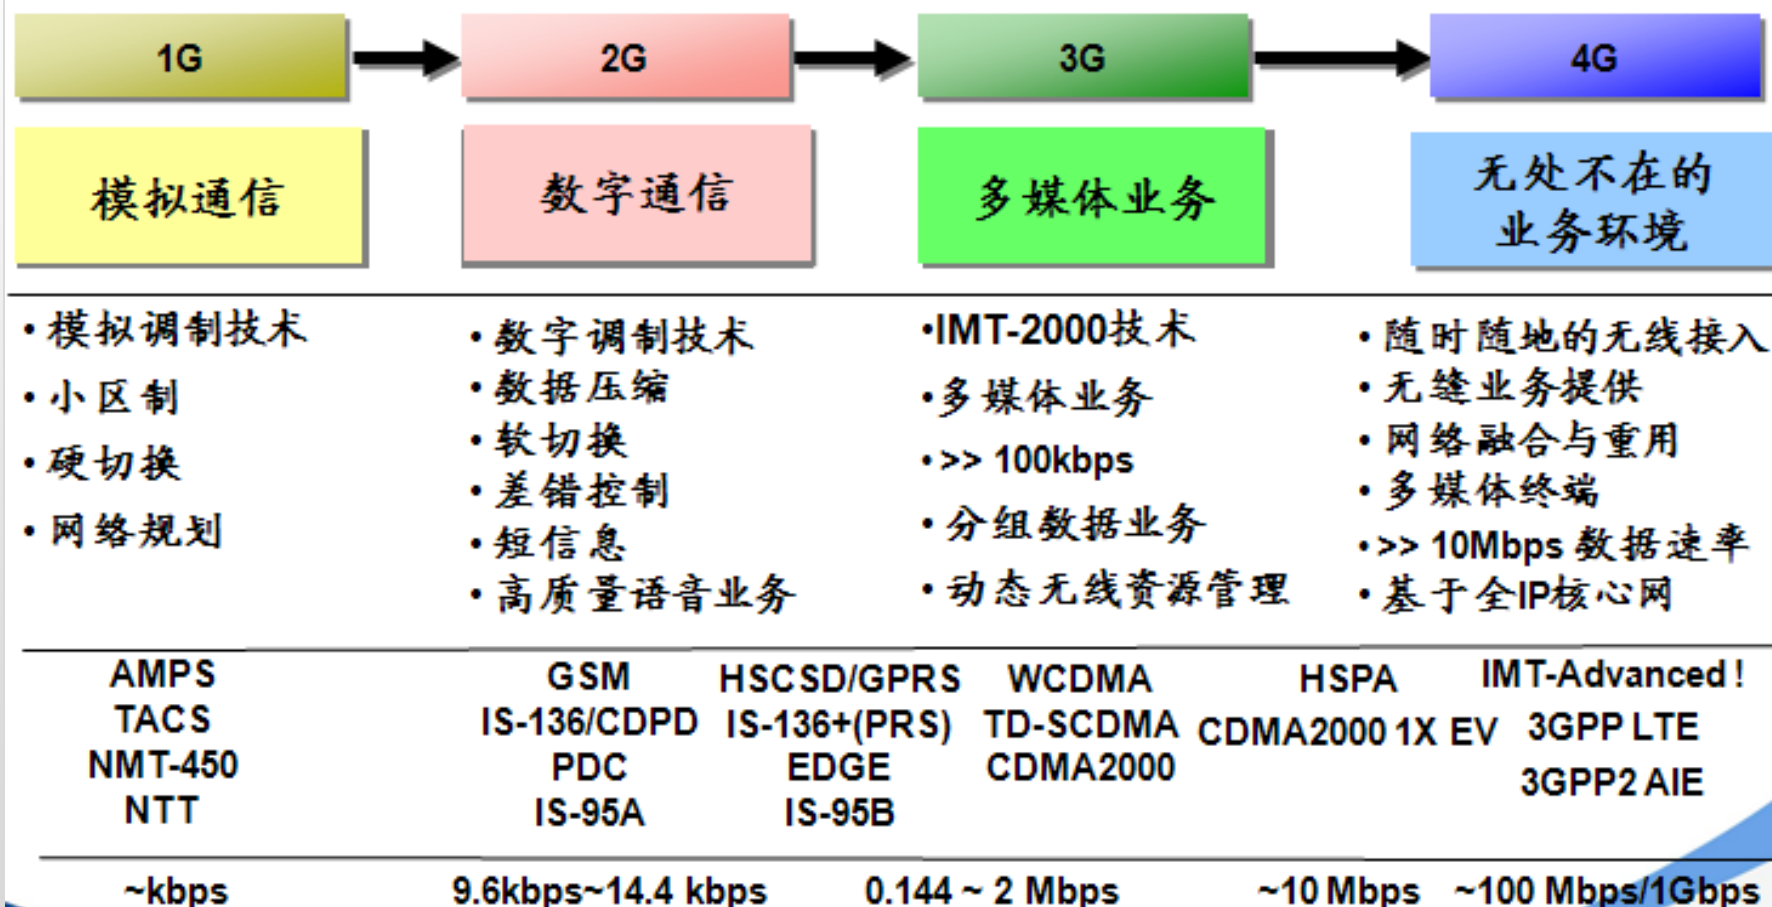 1G
2G
3G
4G
模拟通信
数字通信
多媒体业务
无处不在的
业务环境
•模拟调制技术
•小区制
•硬切换
•网络规划
•数字调制技术
•数据压缩
•软切换
•差错控制
•短信息
•高质量语音业务
•IMT-2000技术
•多媒体业务
•>> 100kbps
•分组数据业务
•动态无线资源管理
•随时随地的无线接入
•无缝业务提供
•网络融合与重用
•多媒体终端
•>> 10Mbps 数据速率
•基于全IP核心网
AMPS
TACS
NMT-450
NTT
GSM
IS-136/CDPD
PDC
IS-95A
HSCSD/GPRS
IS-136+(PRS)
EDGE
IS-95B
WCDMA
TD-SCDMA
CDMA2000
HSPA
CDMA2000 1X EV
IMT-Advanced!
3GPP LTE
3GPP2 AIE
~kbps
9.6kbps~14.4 kbps
0.144 ~ 2 Mbps
~10 Mbps
~100 Mbps/1Gbps